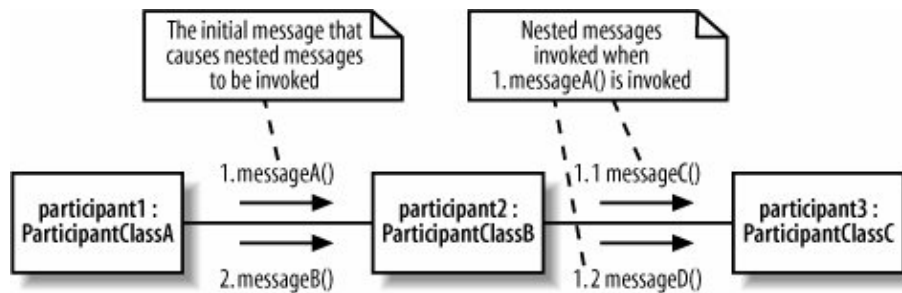 The initial message that
causes nested messages
to be invoked
Nested messages
invoked when
1.messageA() is invoked
1.messageA()
1.1 messageC()
participant1 :
ParticipantClassA
participant2 :
ParticipantClassB
participant3 :
ParticipantClassC
2.messageB()
1.2 messageD()